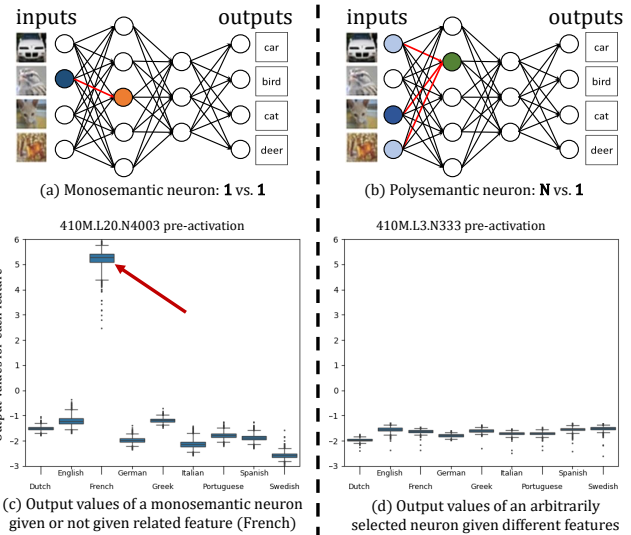 inputs
outputs
car
bird
cat
deer
(a) Monosemantic neuron: 1 vs. 1
inputs
outputs
car
bird
cat
deer
(b) Polysemantic neuron: N vs. 1
410M.L20.N4003 pre-activation
6
5
4
3
2
1
0
−1
−2
−3
values for each feature
English
German
Italian
Spanish
Dutch
French
Greek
Portuguese
Swedish
(c) Output values of a monosemantic neuron
given or not given related feature (French)
410M.L3.N333 pre-activation
6
5
4
3
2
1
0
−1
−2
−3
English
German
Italian
Spanish
Dutch
French
Greek
Portuguese
Swedish
(d) Output values of an arbitrarily
selected neuron given different features